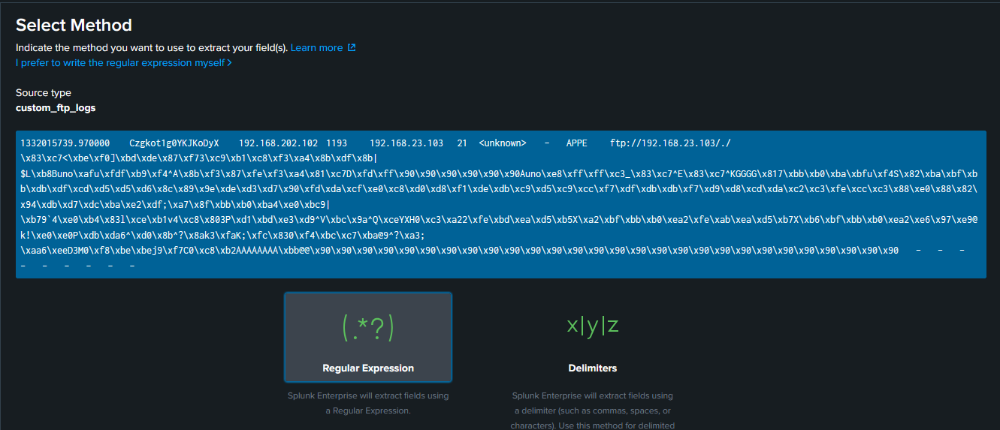 Select Method
Indicate the method you want to use to extract your field(s). Learn more
I prefer to write the regular expression myself >
Source type
custom_ftp_logs
1332015739.970000 Czgkot1g0YKJKoDyX 192.168.202.102 1193 192.168.23.103 21 <unknown> - APPE ftp://192.168.23.103/./
\x83\xc7<\xbe\xf0]\xbd\xde\x87\xf73\xc9\xb1\xc8\xf3\xa4\x8b\xdf\x8b|
$L\xb8Buno\xafu\xfdf\xb9\xf4^A\x8b\xf3\x87\xfe\xf3\xa4\x81\xc7D\xfd\xff\x90\x90\x90\x90\x90\x90Auno\xe8\xff\xff\xc3_\x83\xc7^E\x83\xc7^KGGGG\x817\xbb\xb0\xba\xbfu\xf4S\x82\xba\xbf\xb
b\xdb\xdf\xcd\xd5\xd5\xd6\x8c\x89\x9e\xde\xd3\xd7\x90\xfd\xda\xcf\xe0\xc8\xd0\xd8\xf1\xde\xdb\xc9\xd5\xc9\xcc\xf7\xdf\xdb\xdb\xf7\xd9\xd8\xcd\xda\xc2\xc3\xfe\xcc\xc3\x88\xe0\x88\x82\
x94\xdb\xd7\xdc\xba\xe2\xdf;\xa7\x8f\xbb\xb0\xba4\xe0\xbc9|
\xb79`4\xe0\xb4\x83l\xce\xb1v4\xc8\x803P\xd1\xbd\xe3\xd9^V\xbc\x9a^Q\xceYXH0\xc3\xa22\xfe\xbd\xea\xd5\xb5X\xa2\xbf\xbb\xb0\xea2\xfe\xab\xea\xd5\xb7X\xb6\xbf\xbb\xb0\xea2\xe6\x97\xe9@
k!\xe0\xe0P\xdb\xda6^\xd0\x8b^?\x8ak3\xfaK;\xfc\x830\xf4\xbc\xc7\xba@9^?\xa3;
\xaa6\xeeD3M0\xf8\xbe\xbej9\xf7C0\xc8\xb2AAAAAAAA\xbb@@\x90\x90\x90\x90\x90\x90\x90\x90\x90\x90\x90\x90\x90\x90\x90\x90\x90\x90\x90\x90\x90\x90\x90\x90\x90\x90\x90\x90 - - -
- - - - - -
(.*?)
x|y|z
Regular Expression
Delimiters
Splunk Enterprise will extract fields using
a Regular Expression.
Splunk Enterprise will extract fields using
a delimiter (such as commas, spaces, or
characters). Use this method for delimited